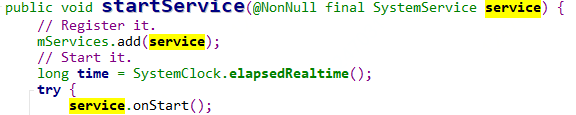 public void startService(@NonNull final SystemService service) {
// Register it.
mServices.add(service);
// Start it.
long time = SystemClock.elapsedRealtime();
try {
service.onStart();